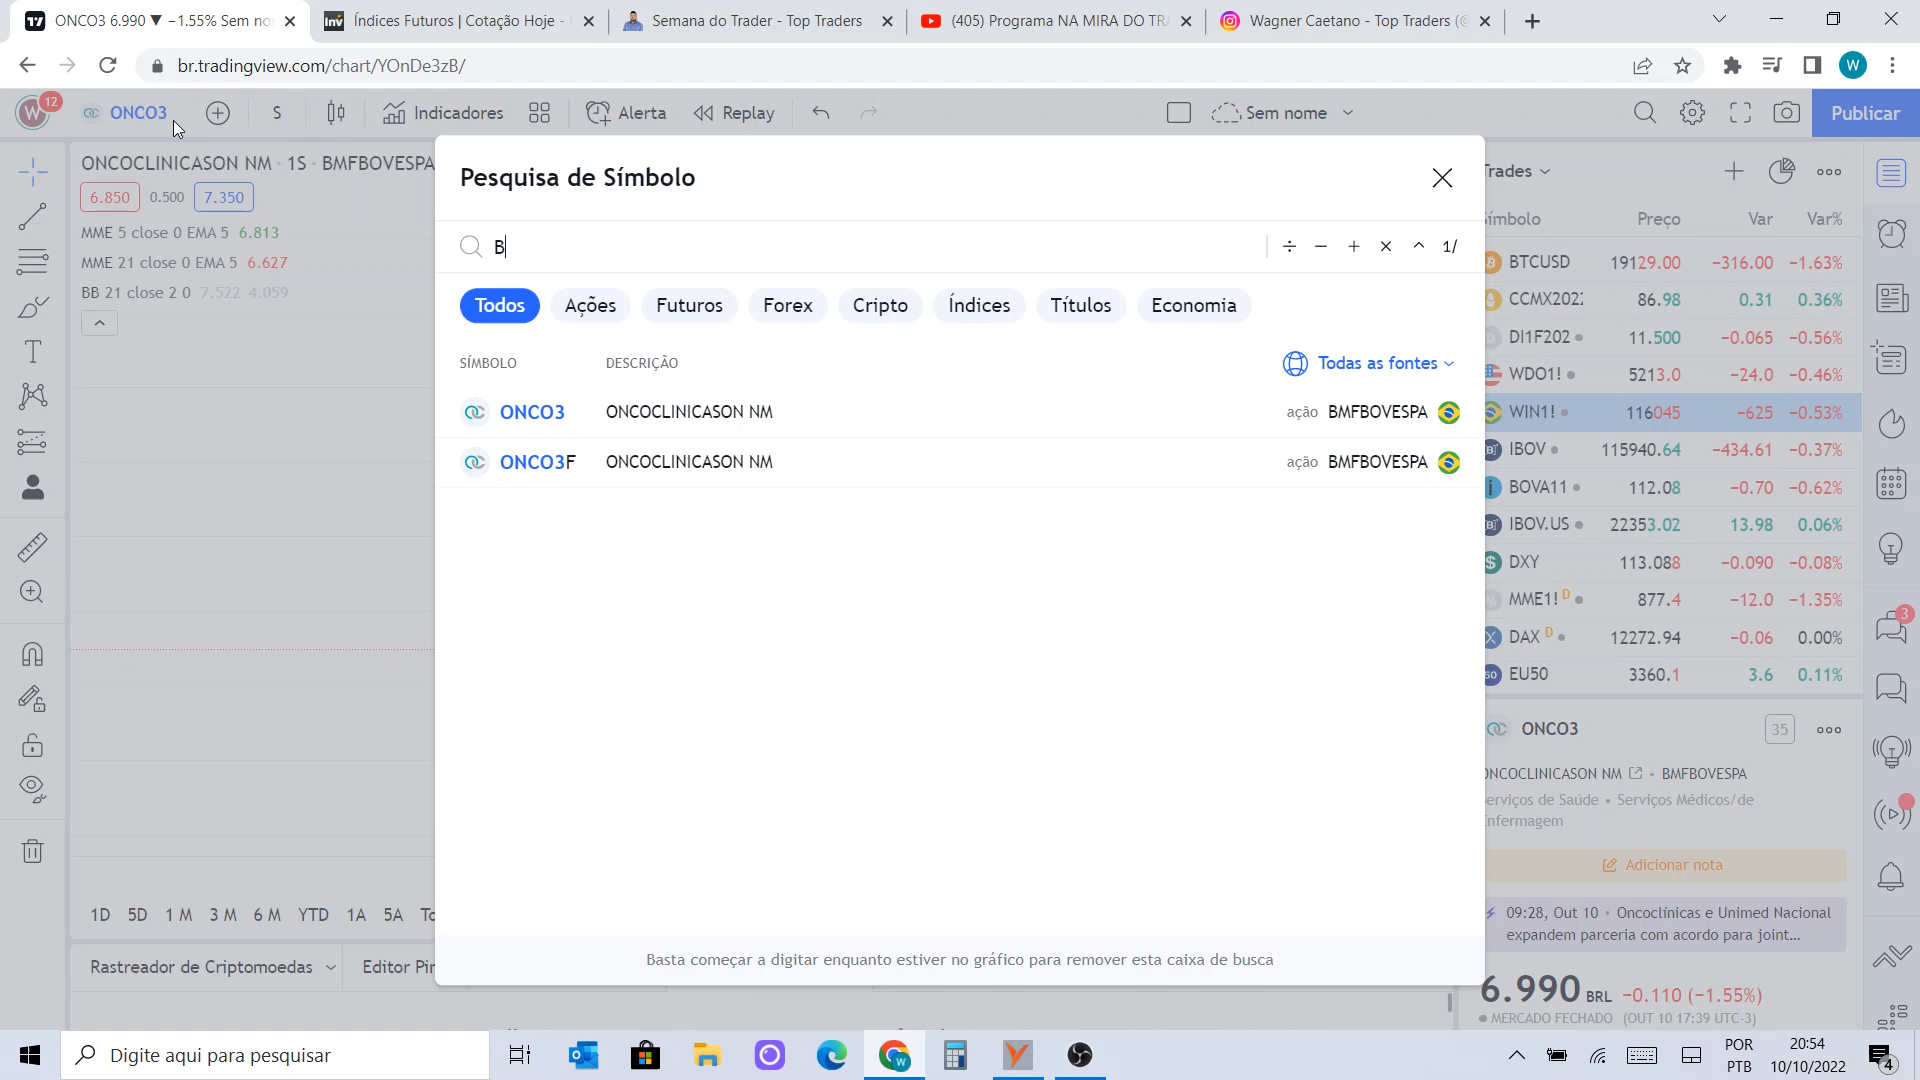 ONCO3 6.990 ▼ −1.55% Sem no
Índices Futuros | Cotação Hoje -
Semana do Trader - Top Traders
(405) Programa NA MIRA DO TR
Wagner Caetano - Top Traders (@
br.tradingview.com/chart/YOnDe3zB/
W
W 12
ONCO3
S
Indicadores
Alerta
Replay
Sem nome
Publicar
ONCOCLINICASON NM · 1S · BMFBOVESPA
6.850 0.500 7.350
MME 5 close 0 EMA 5 6.813
MME 21 close 0 EMA 5 6.627
BB 21 close 2 0 7.522 4.059
Pesquisa de Símbolo
B
÷ − + × ^ 1/
Todos Ações Futuros Forex Cripto Índices Títulos Economia
SÍMBOLO DESCRIÇÃO Todas as fontes
ONCO3 ONCOCLINICASON NM ação BMFBOVESPA
ONCO3F ONCOCLINICASON NM ação BMFBOVESPA
Basta começar a digitar enquanto estiver no gráfico para remover esta caixa de busca
Trades
ímbolo Preço Var Var%
BTCUSD 19129.00 −316.00 −1.63%
CCMX202 86.98 0.31 0.36%
DI1F202 11.500 −0.065 −0.56%
WDO1! 5213.0 −24.0 −0.46%
WIN1! 116045 −625 −0.53%
IBOV 115940.64 −434.61 −0.37%
BOVA11 112.08 −0.70 −0.62%
IBOV.US 22353.02 13.98 0.06%
DXY 113.088 −0.090 −0.08%
MME1! D 877.4 −12.0 −1.35%
DAX D 12272.94 −0.06 0.00%
50 EU50 3360.1 3.6 0.11%
3
ONCO3 35
ONCOCLINICASON NM • BMFBOVESPA
erviços de Saúde • Serviços Médicos/de
nfermagem
Adicionar nota
09:28, Out 10 • Oncoclínicas e Unimed Nacional
expandem parceria com acordo para joint...
6.990 BRL −0.110 (−1.55%)
MERCADO FECHADO (OUT 10 17:39 UTC-3)
1D 5D 1M 3M 6M YTD 1A 5A To
Rastreador de Criptomoedas
Editor Pin
Digite aqui para pesquisar
POR
PTB
20:54
10/10/2022
4